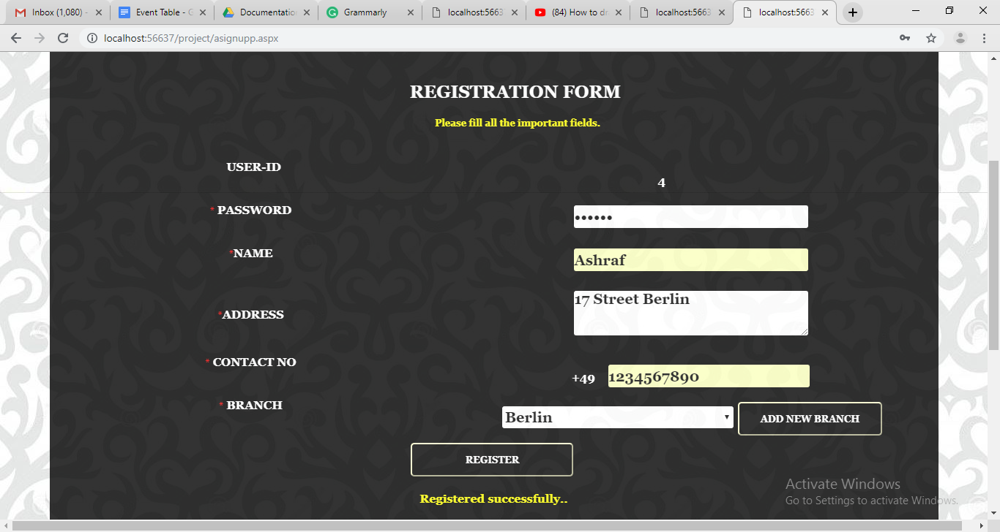 Inbox (1,080) -
Event Table - G
Documentatio
Grammarly
localhost:5663
(84) How to dr
localhost:5663
localhost:5663
localhost:56637/project/asignupp.aspx
REGISTRATION FORM
Please fill all the important fields.
USER-ID
4
* PASSWORD
••••••
*NAME
Ashraf
*ADDRESS
17 Street Berlin
* CONTACT NO
+49 1234567890
* BRANCH
Berlin
ADD NEW BRANCH
REGISTER
Registered successfully..
Activate Windows
Go to Settings to activate Windows.